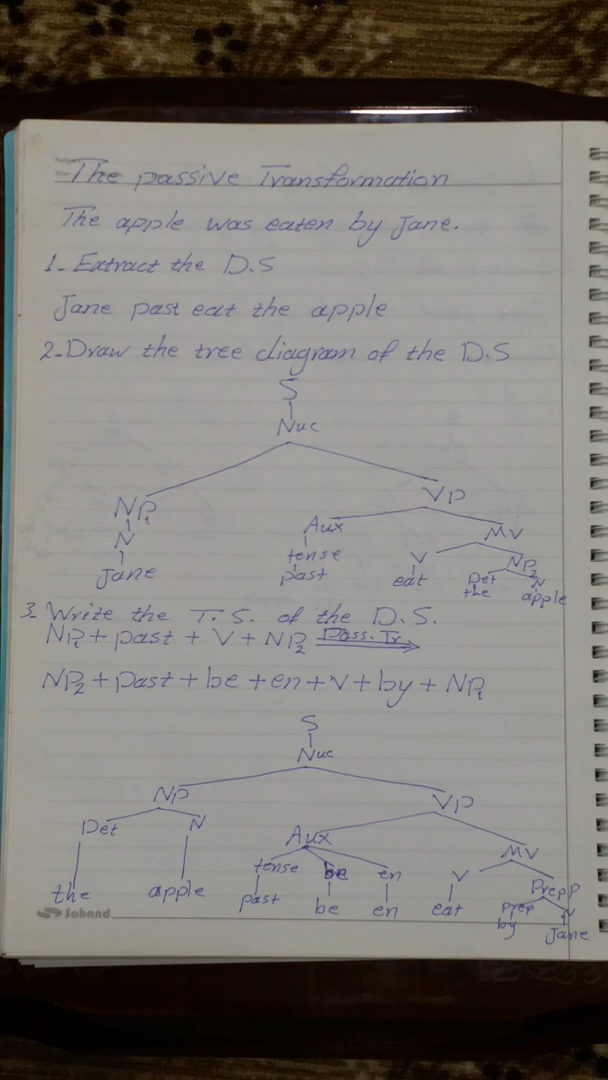 The passive Transformation
The apple was eaten by Jane.
1- Extract the D.S
Jane past eat the apple
2-Draw the tree diagram of the D.S
S
Nuc
NP1 VP
N Aux MV
tense V NP2
Jane past eat Det N
the apple
3- Write the T.S. of the D.S.
NP1 + past + V + NP2 Pass. Tr
NP2 + past + be + en + V + by + NP1
S
Nuc
NP VP
Det N Aux MV
tense be en V PrepP
the apple past be en eat prep N
by Jane
Sahand